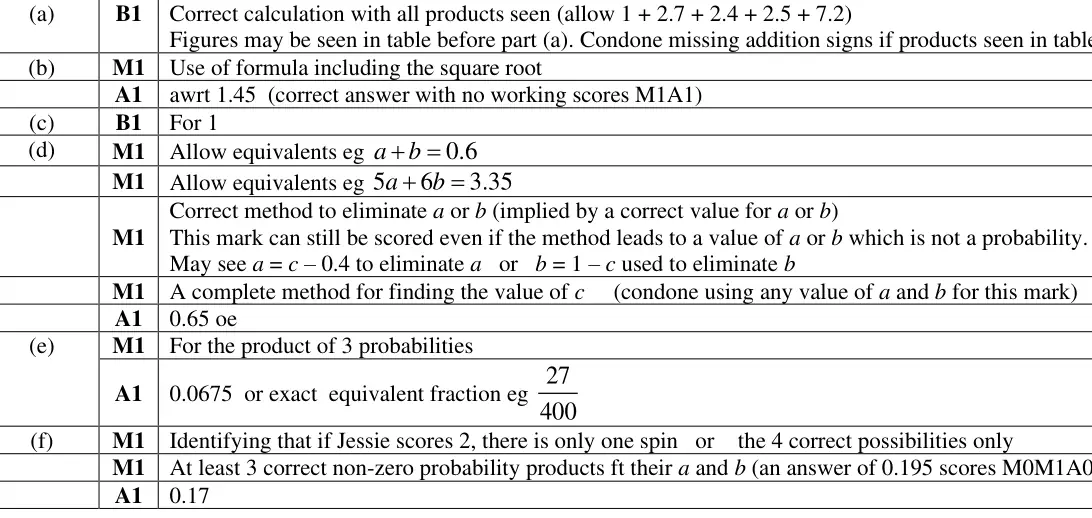 (a) B1 Correct calculation with all products seen (allow 1 + 2.7 + 2.4 + 2.5 + 7.2)
Figures may be seen in table before part (a). Condone missing addition signs if products seen in table
(b) M1 Use of formula including the square root
A1 awrt 1.45 (correct answer with no working scores M1A1)
(c) B1 For 1
(d) M1 Allow equivalents eg a + b = 0.6
M1 Allow equivalents eg 5a + 6b = 3.35
Correct method to eliminate a or b (implied by a correct value for a or b)
M1 This mark can still be scored even if the method leads to a value of a or b which is not a probability.
May see a = c – 0.4 to eliminate a or b = 1 – c used to eliminate b
M1 A complete method for finding the value of c (condone using any value of a and b for this mark)
A1 0.65 oe
(e) M1 For the product of 3 probabilities
A1 0.0675 or exact equivalent fraction eg 27/400
(f) M1 Identifying that if Jessie scores 2, there is only one spin or the 4 correct possibilities only
M1 At least 3 correct non-zero probability products ft their a and b (an answer of 0.195 scores M0M1A0
A1 0.17